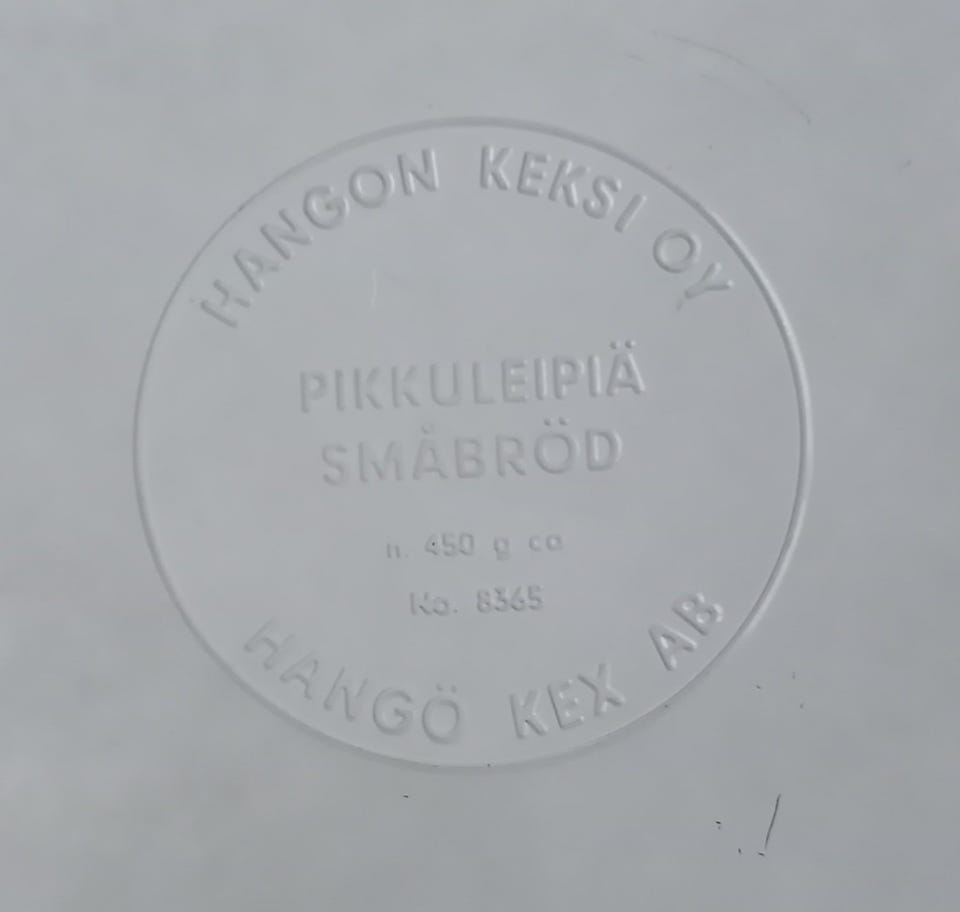 HANGON KEKSI OY
PIKKULEIPIÄ
SMÅBRÖD
n. 450 g ca
No. 8365
HANGÖ KEX AB